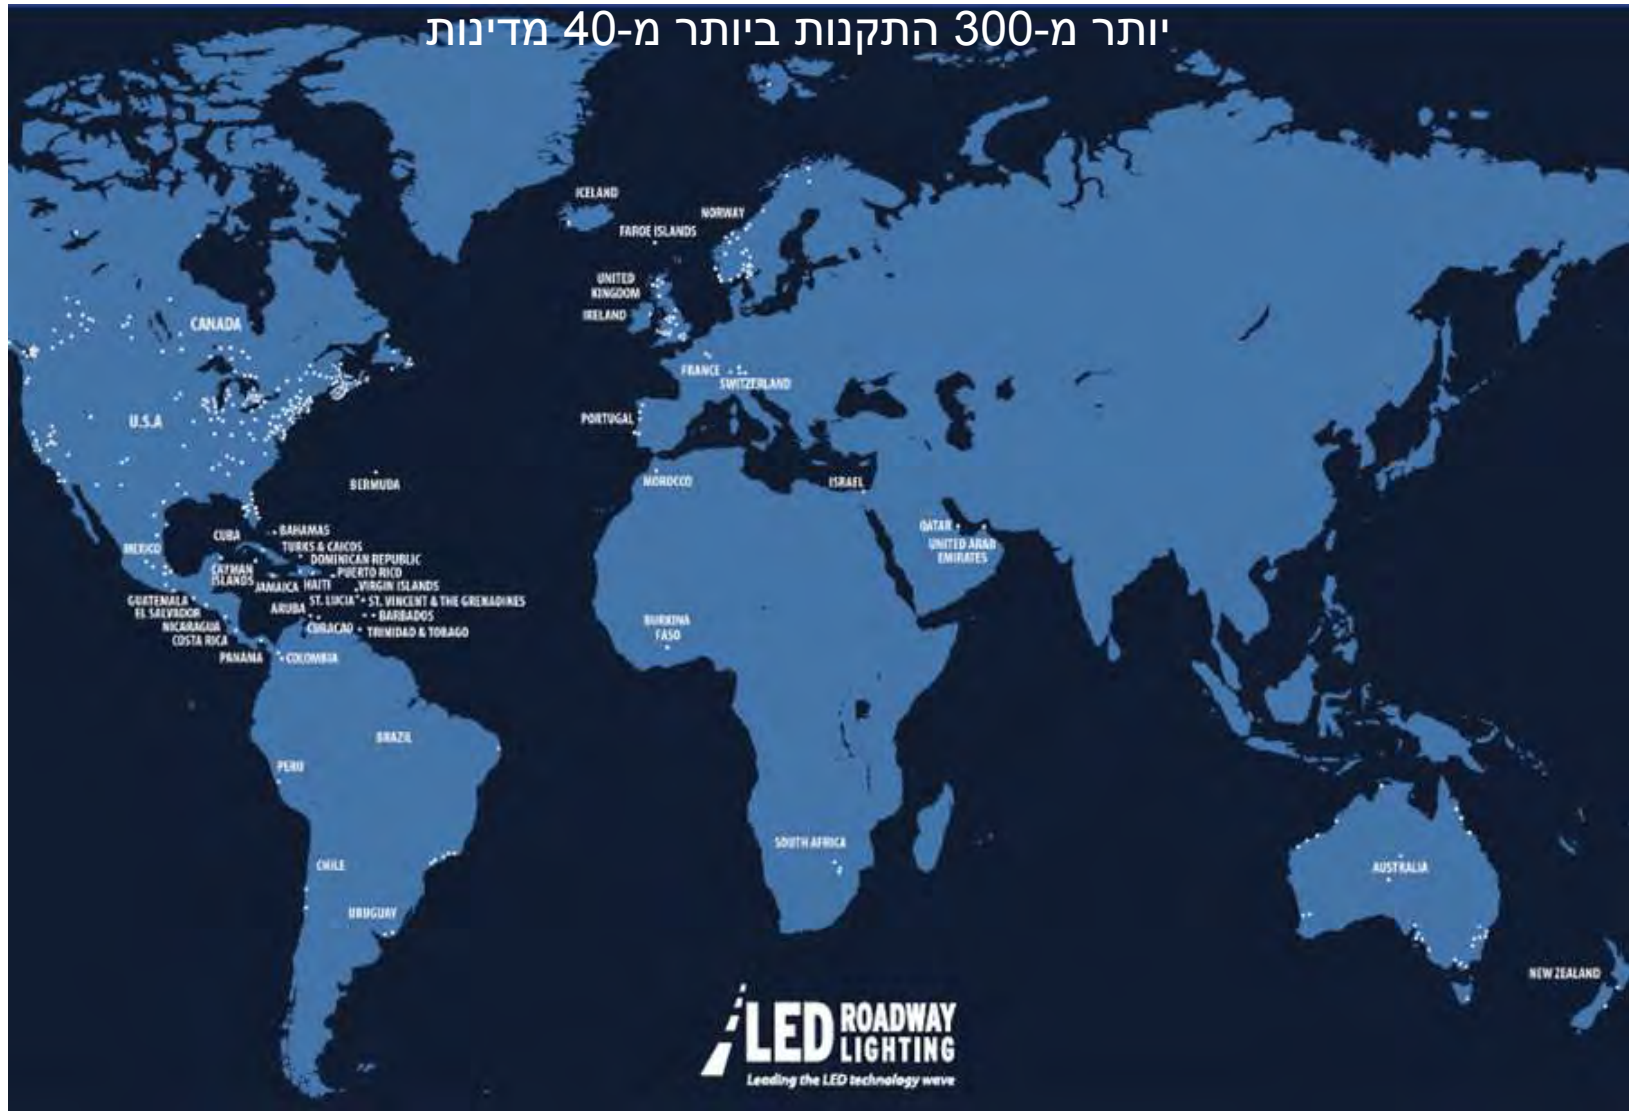 יותר מ-300 התקנות ביותר מ-40 מדינות
ICELAND
NORWAY
FAROE ISLANDS
UNITED
KINGDOM
IRELAND
CANADA
FRANCE
SWITZERLAND
U.S.A
PORTUGAL
BERMUDA
MOROCCO
ISRAEL
CUBA
BAHAMAS
QATAR
MEXICO
TURKS & CAICOS
UNITED ARAB
EMIRATES
DOMINICAN REPUBLIC
CAYMAN
ISLANDS
PUERTO RICO
JAMAICA
HAITI
VIRGIN ISLANDS
GUATEMALA
ST. LUCIA
ST. VINCENT & THE GRENADINES
EL SALVADOR
ARUBA
BARBADOS
NICARAGUA
CURACAO
TRINIDAD & TOBAGO
COSTA RICA
BURKINA
FASO
PANAMA
COLOMBIA
BRAZIL
PERU
SOUTH AFRICA
CHILE
AUSTRALIA
URUGUAY
NEW ZEALAND
LED ROADWAY
LIGHTING
Leading the LED technology wave